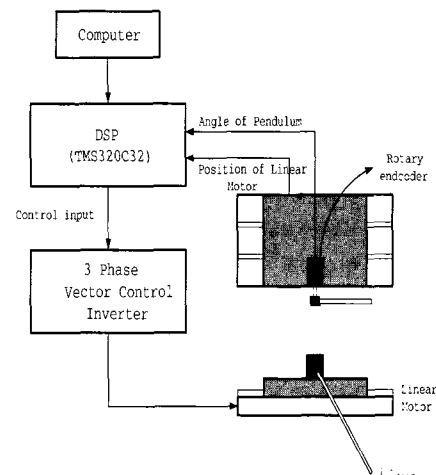 Computer
DSP
(TMS320C32)
Angle of Pendulum
Position of Linear
Motor
Rotary
endcoder
Control input
3 Phase
Vector Control
Inverter
Linear
Motor